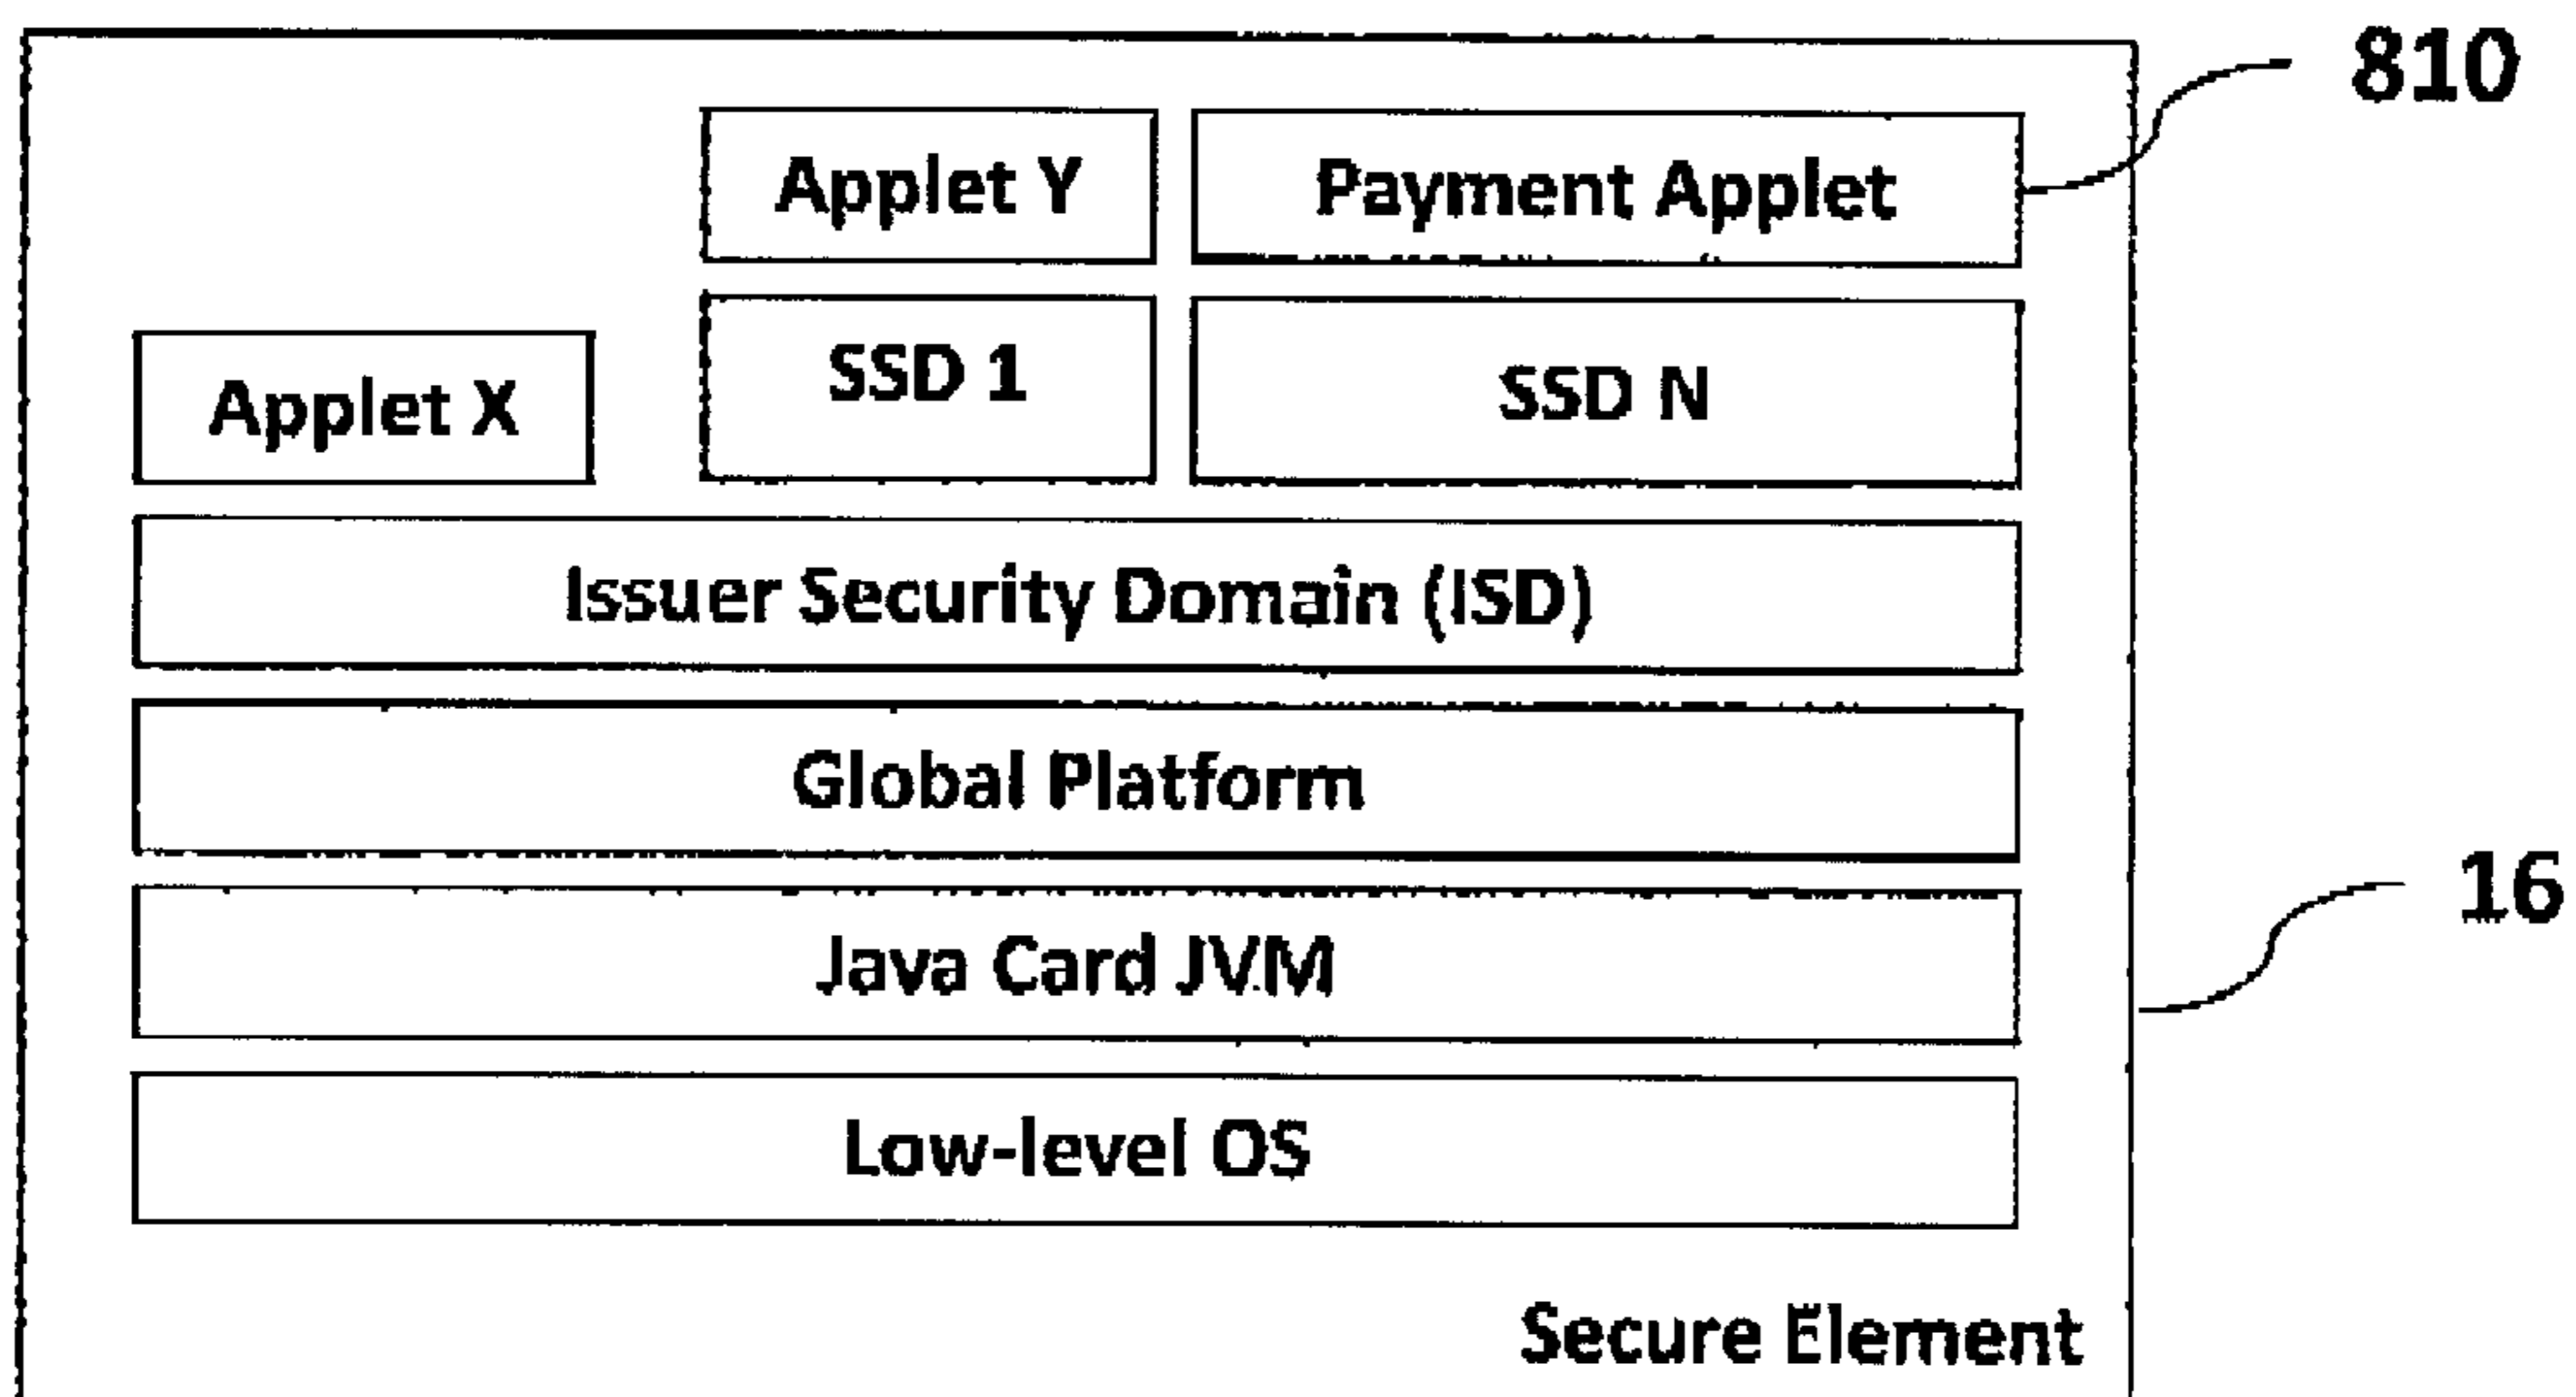 810
Applet Y
Payment Applet
SSD 1
SSD N
Applet X
Issuer Security Domain (ISD)
Global Platform
16
Java Card JVM
Low-level OS
Secure Element